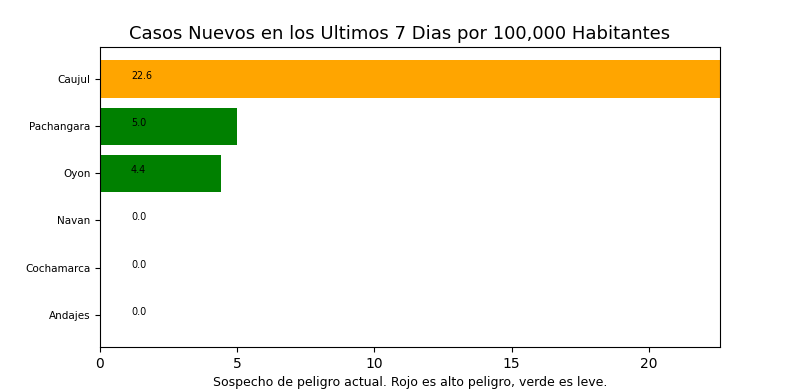 Casos Nuevos en los Ultimos 7 Dias por 100,000 Habitantes
Caujul 22.6
Pachangara 5.0
Oyon 4.4
Navan 0.0
Cochamarca 0.0
Andajes 0.0
0 5 10 15 20
Sospecho de peligro actual. Rojo es alto peligro, verde es leve.